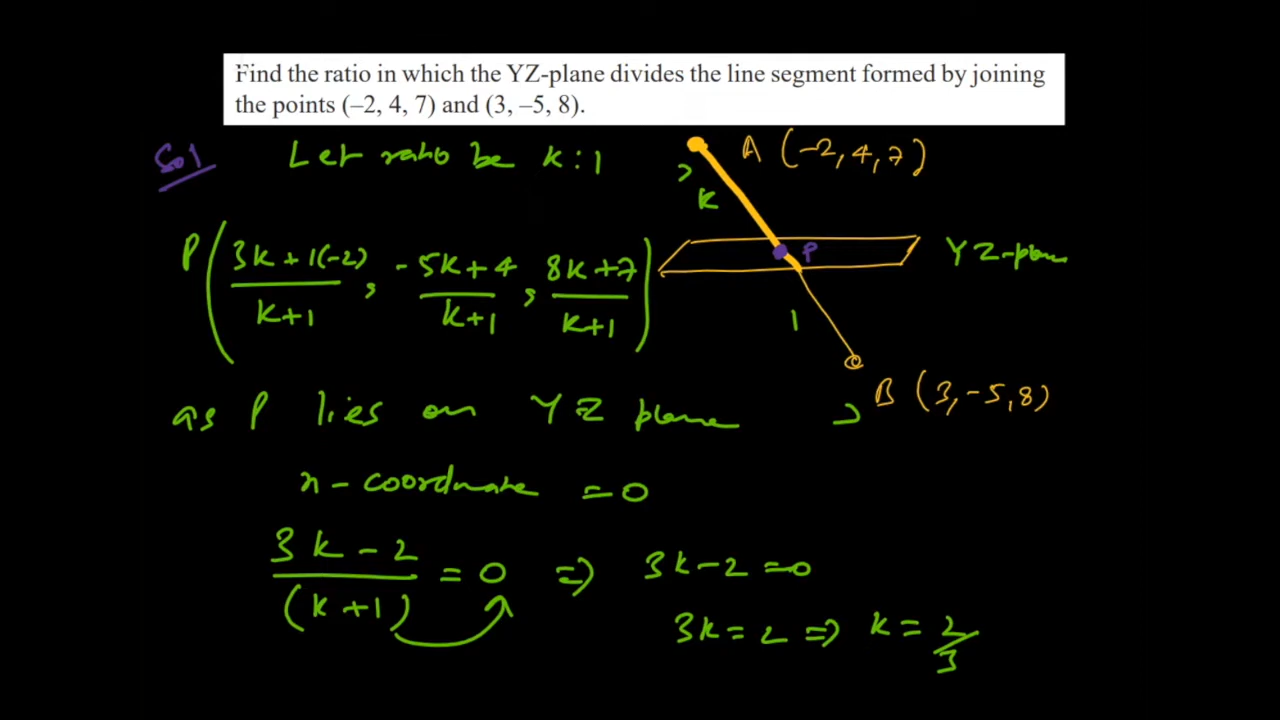 Find the ratio in which the YZ-plane divides the line segment formed by joining
the points (–2, 4, 7) and (3, –5, 8).
Sol
Let ratio be k : 1
A (-2, 4, 7)
k
P ( (3k + 1(-2))/(k+1) , (-5k+4)/(k+1) , (8k+7)/(k+1) )
P
YZ-plane
1
B (3, -5, 8)
as P lies on YZ plane
x - coordinate = 0
(3k - 2)/(k+1) = 0 ⇒ 3k - 2 = 0
3k = 2 ⇒ k = 2/3